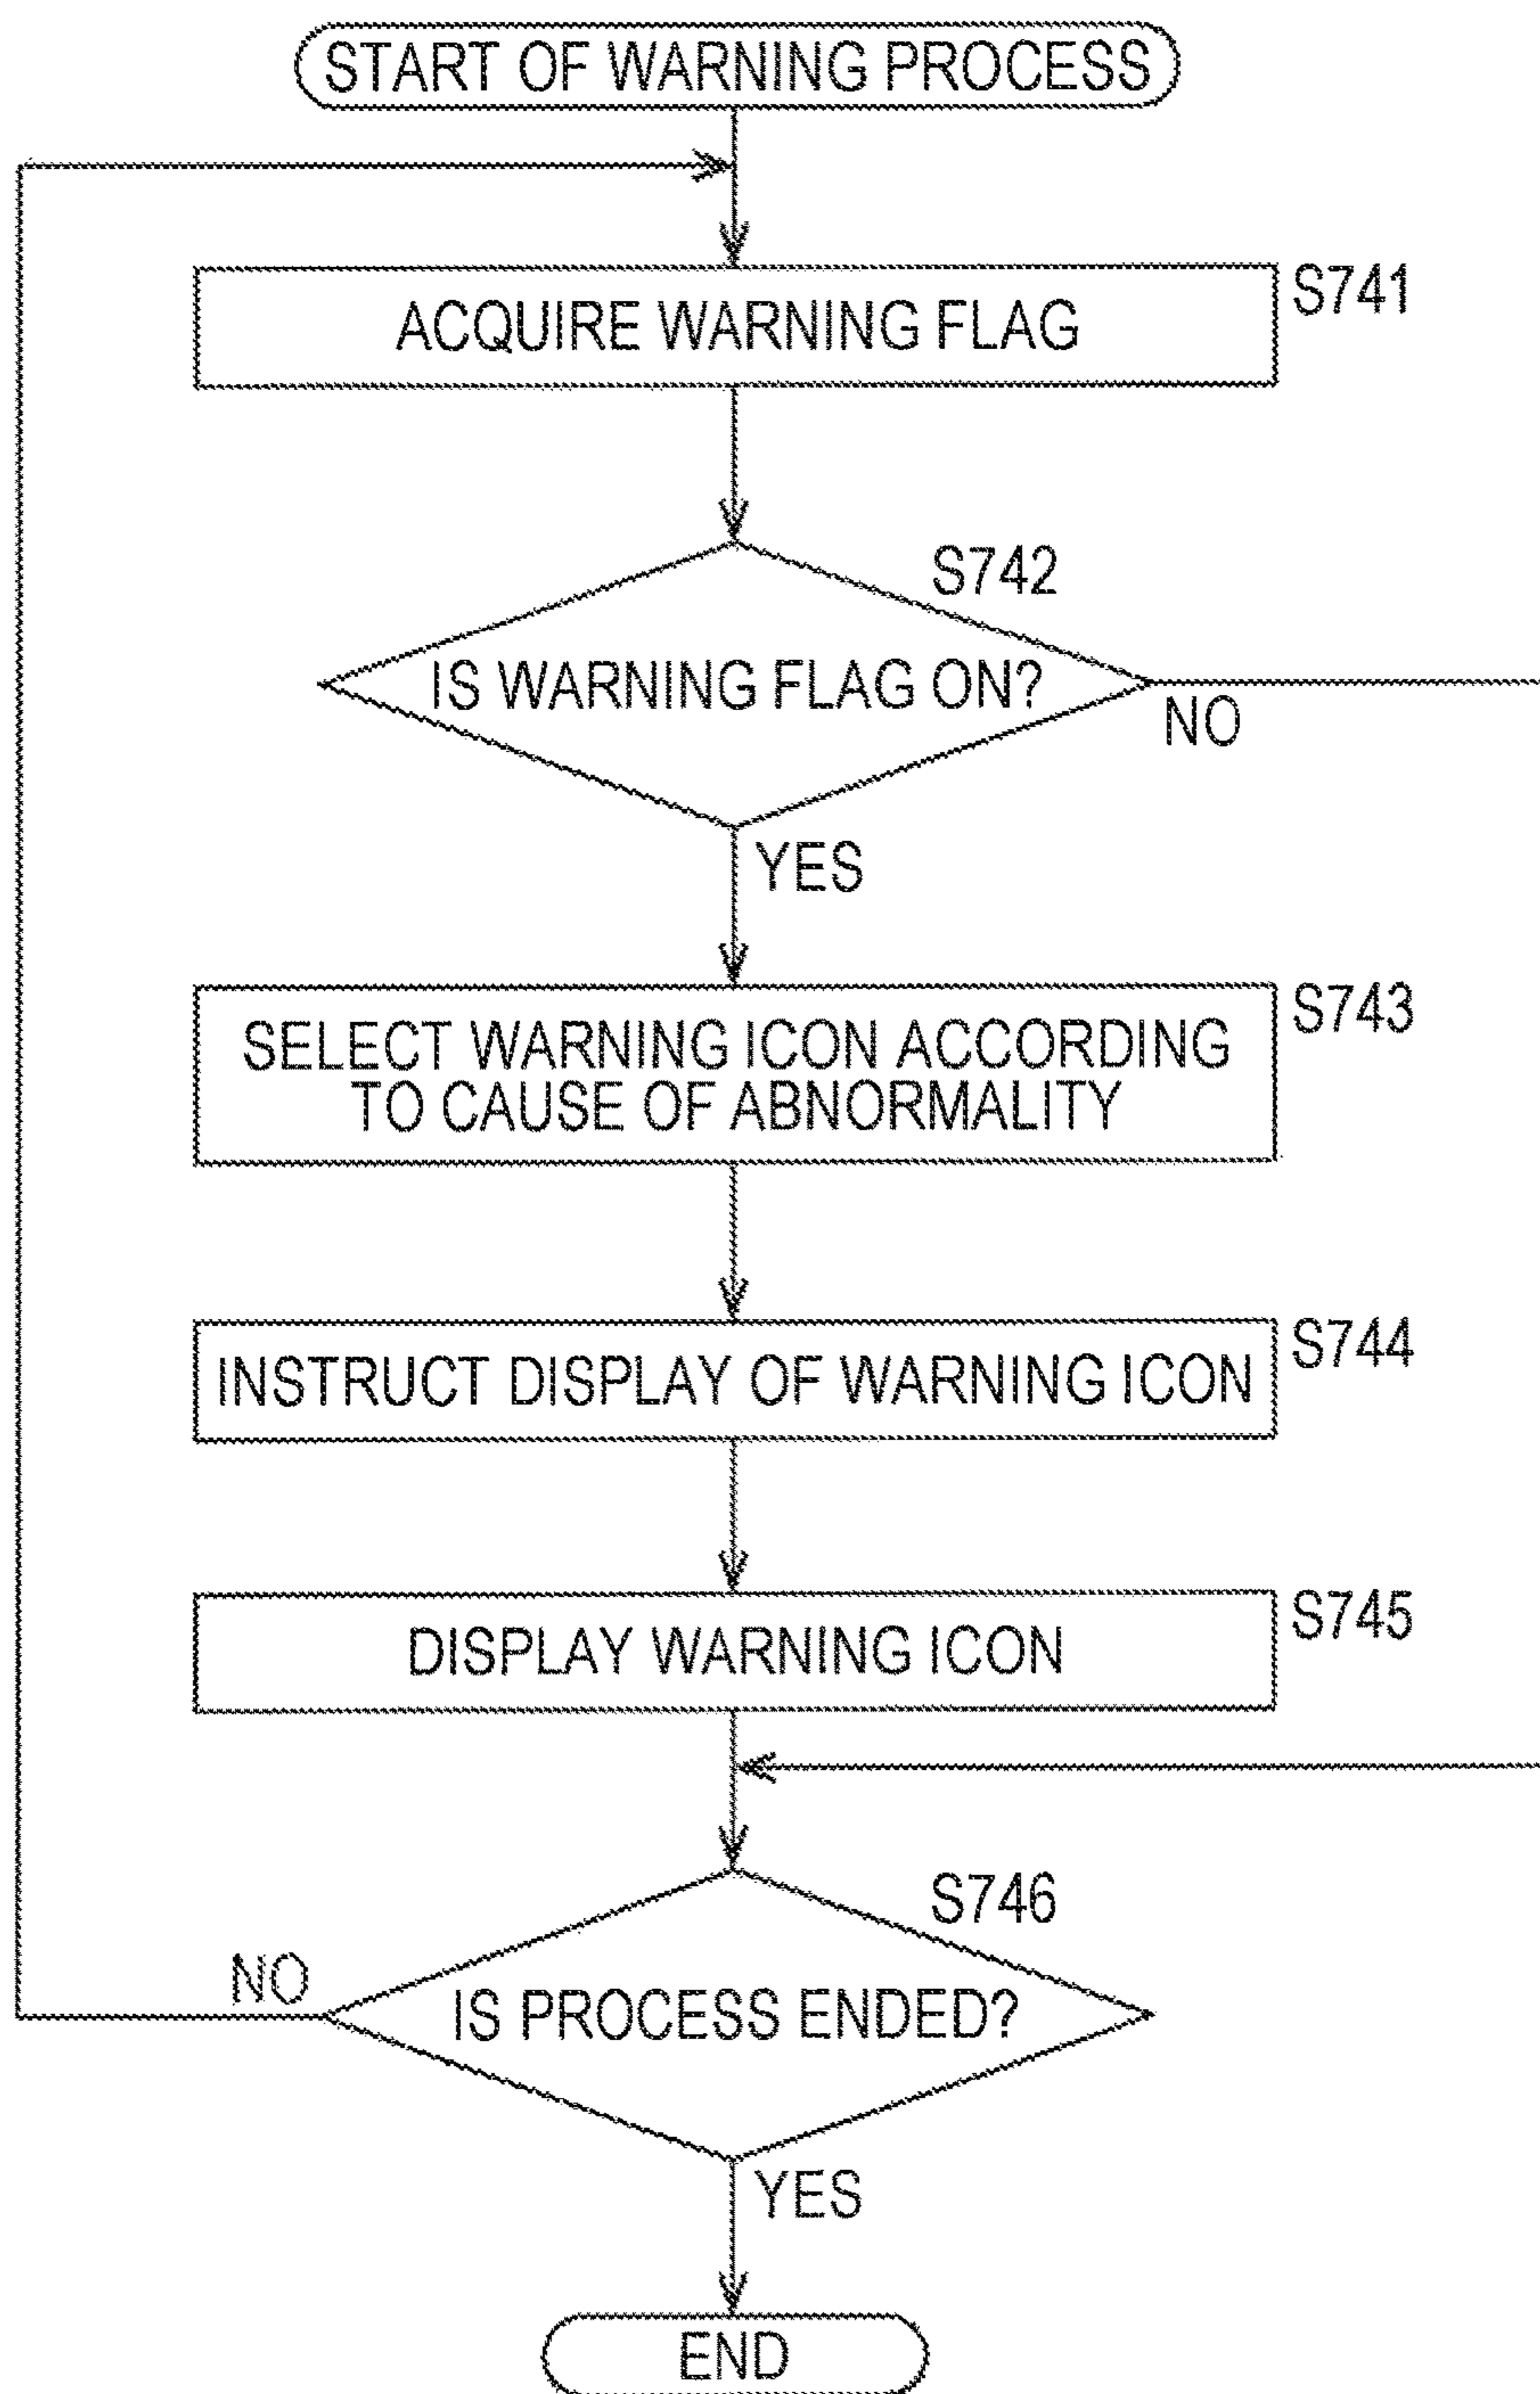 START OF WARNING PROCESS
ACQUIRE WARNING FLAG
S741
S742
IS WARNING FLAG ON?
NO
YES
SELECT WARNING ICON ACCORDING
TO CAUSE OF ABNORMALITY
S743
INSTRUCT DISPLAY OF WARNING ICON
S744
DISPLAY WARNING ICON
S745
S746
NO
IS PROCESS ENDED?
YES
END